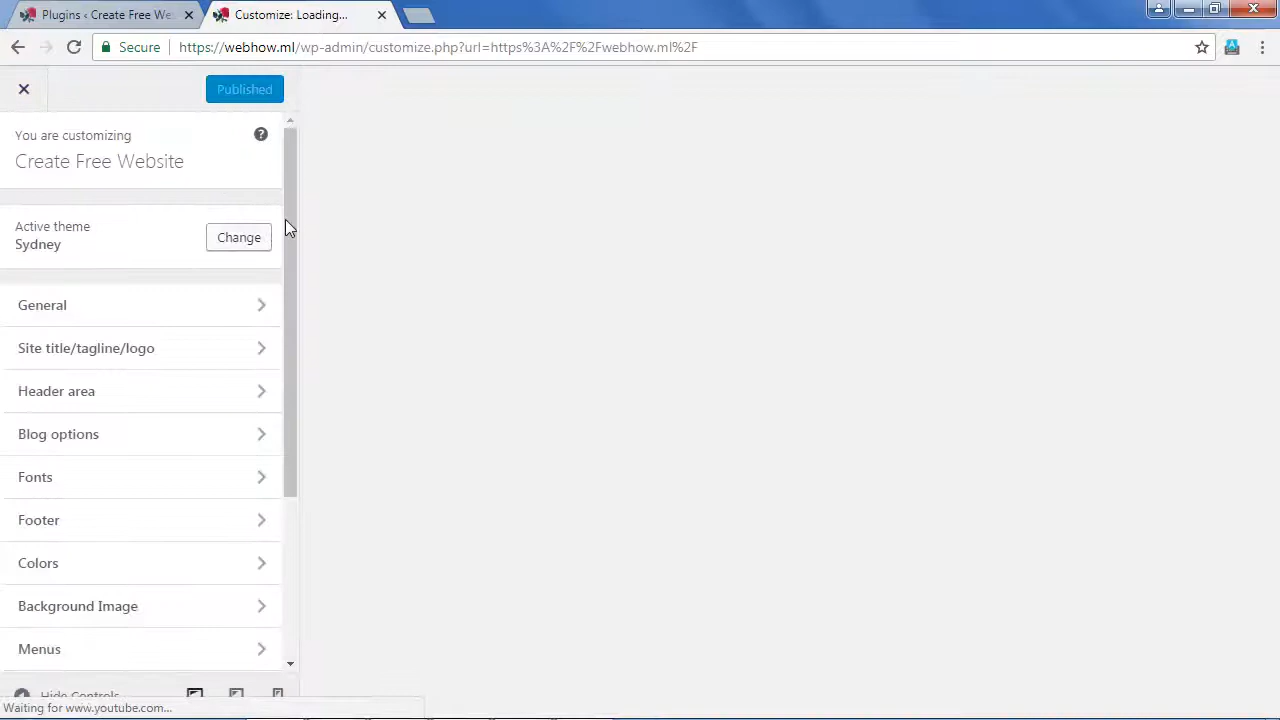 Plugins ‹ Create Free We
Customize: Loading...
Secure
https://webhow.ml/wp-admin/customize.php?url=https%3A%2F%2Fwebhow.ml%2F
Published
You are customizing
Create Free Website
Active theme
Sydney
Change
General
Site title/tagline/logo
Header area
Blog options
Fonts
Footer
Colors
Background Image
Menus
Hide Controls
Waiting for www.youtube.com...